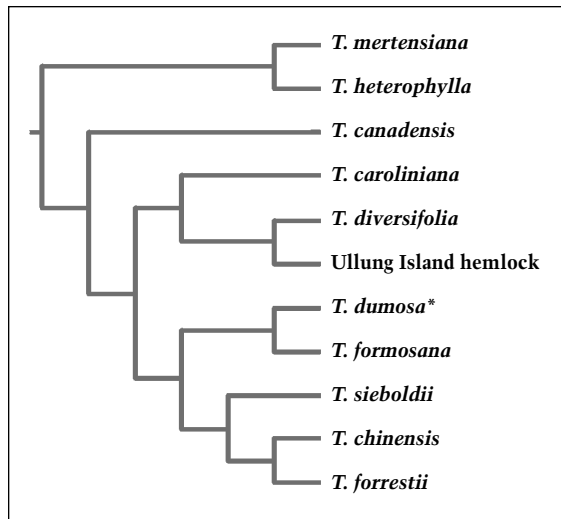 T. mertensiana
T. heterophylla
T. canadensis
T. caroliniana
T. diversifolia
Ullung Island hemlock
T. dumosa*
T. formosana
T. sieboldii
T. chinensis
T. forrestii